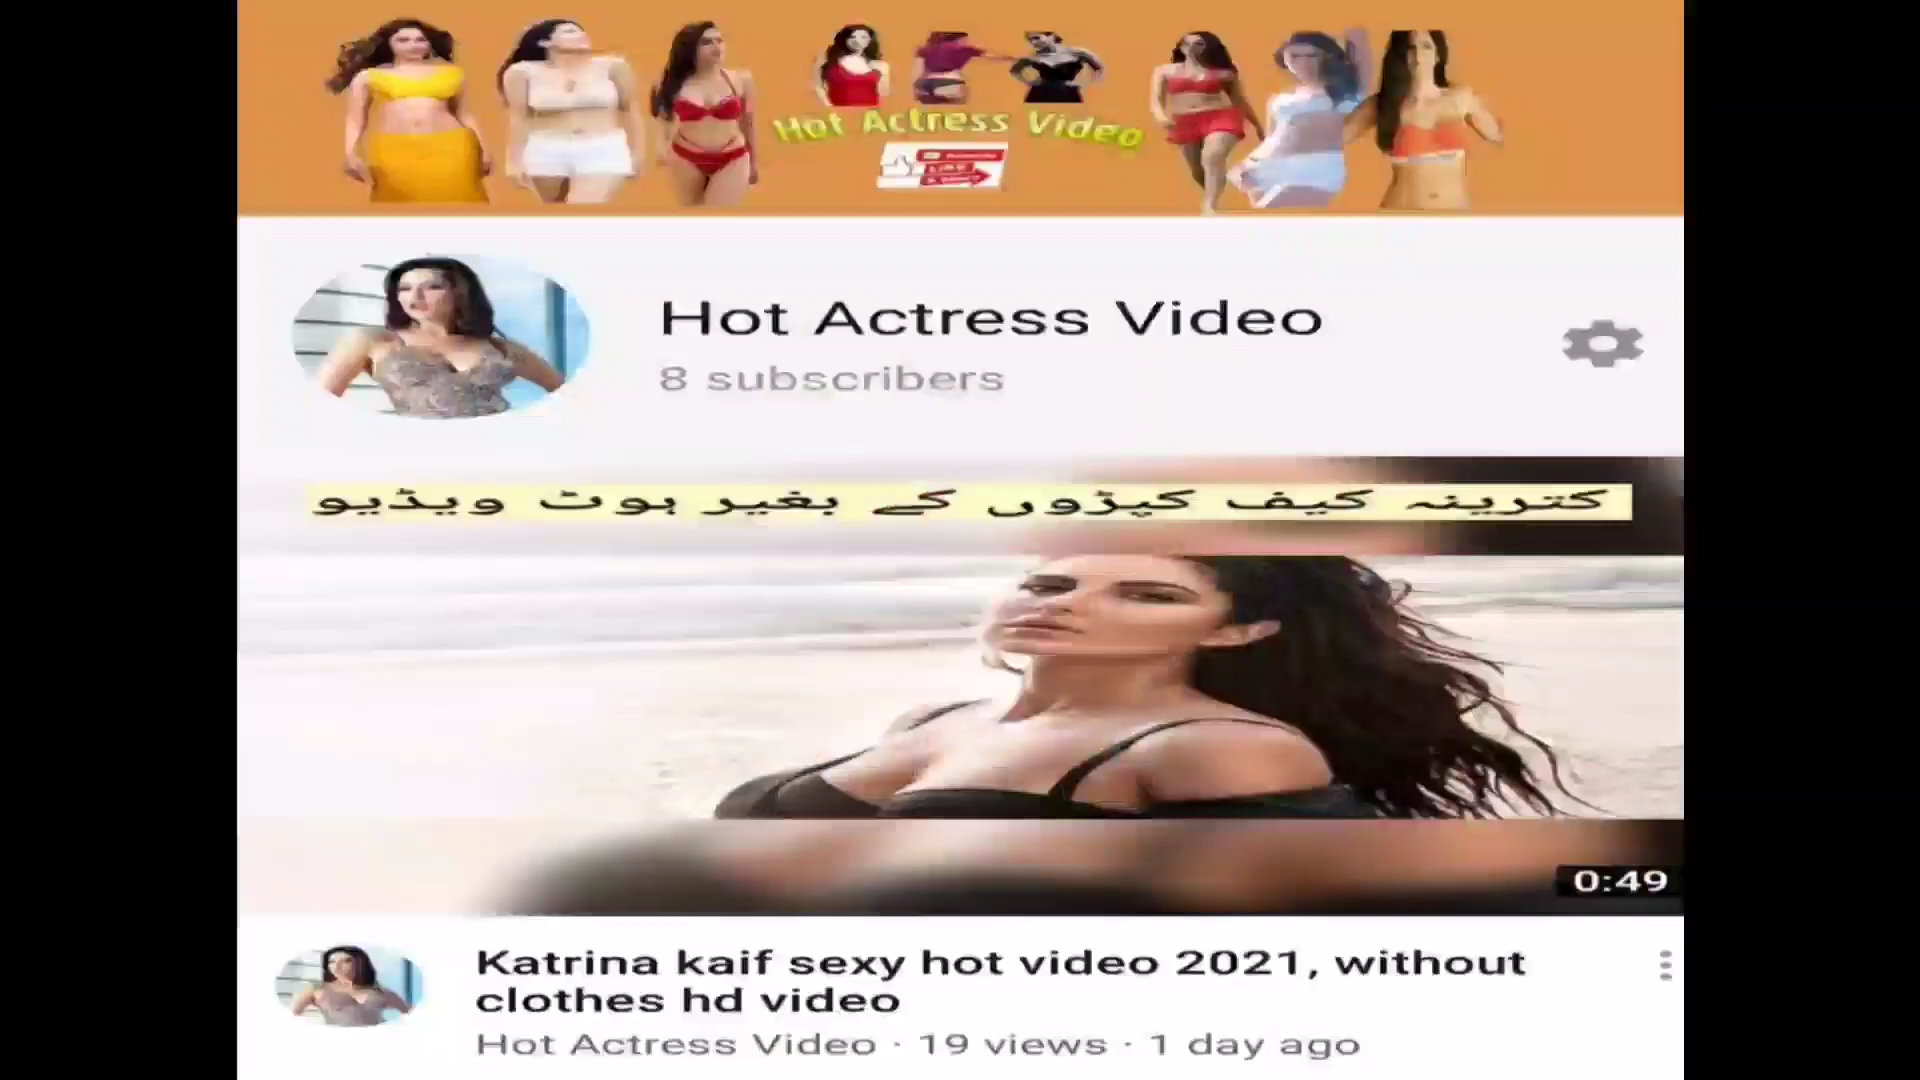 Hot Actress Video
Hot Actress Video
8 subscribers
کترینہ کیف کپڑوں کے بغیر ہوٹ ویڈیو
0:49
Katrina kaif sexy hot video 2021, without
clothes hd video
Hot Actress Video · 19 views · 1 day ago